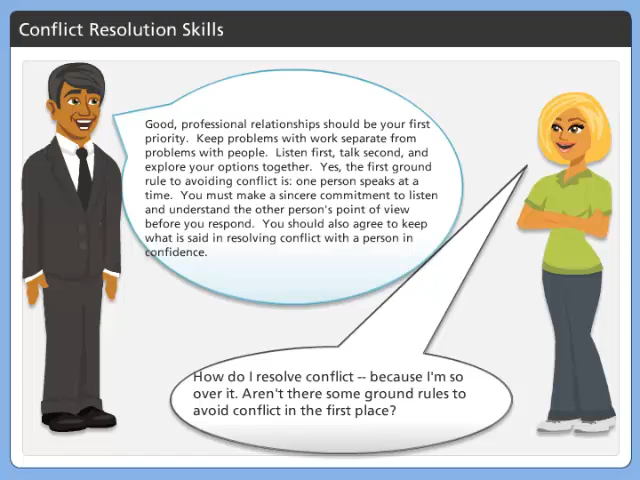 Conflict Resolution Skills
Good, professional relationships should be your first
priority.  Keep problems with work separate from
problems with people.  Listen first, talk second, and
explore your options together.  Yes, the first ground
rule to avoiding conflict is: one person speaks at a
time.  You must make a sincere commitment to listen
and understand the other person's point of view
before you respond.  You should also agree to keep
what is said in resolving conflict with a person in
confidence.
How do I resolve conflict -- because I'm so
over it. Aren't there some ground rules to
avoid conflict in the first place?